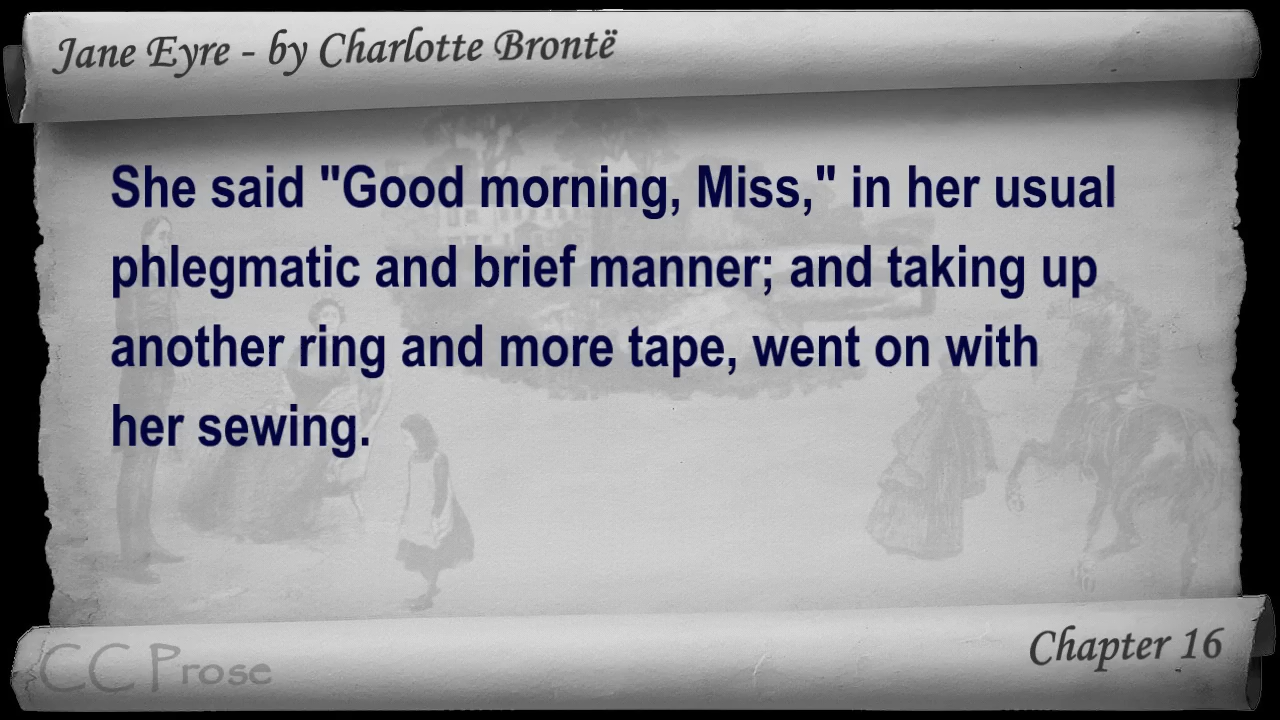 Jane Eyre - by Charlotte Brontë
She said "Good morning, Miss," in her usual
phlegmatic and brief manner; and taking up
another ring and more tape, went on with
her sewing.
Chapter 16
CC Prose